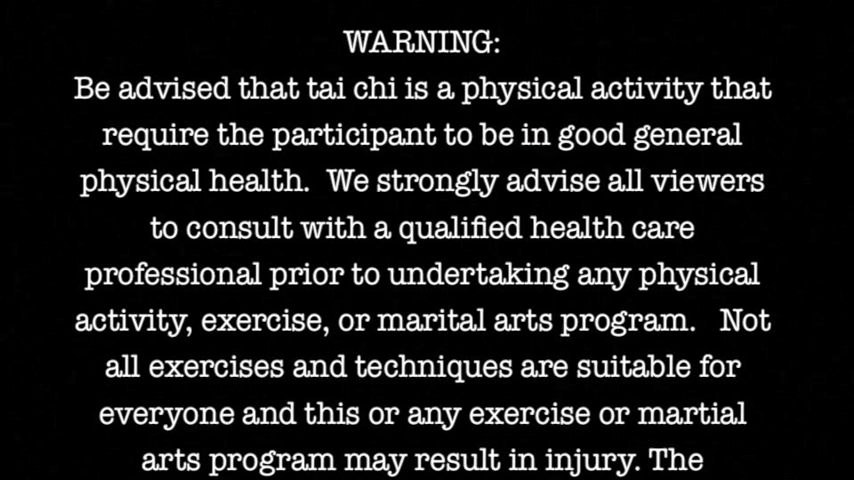 WARNING:
Be advised that tai chi is a physical activity that
require the participant to be in good general
physical health.  We strongly advise all viewers
to consult with a qualified health care
professional prior to undertaking any physical
activity, exercise, or marital arts program.   Not
all exercises and techniques are suitable for
everyone and this or any exercise or martial
arts program may result in injury. The